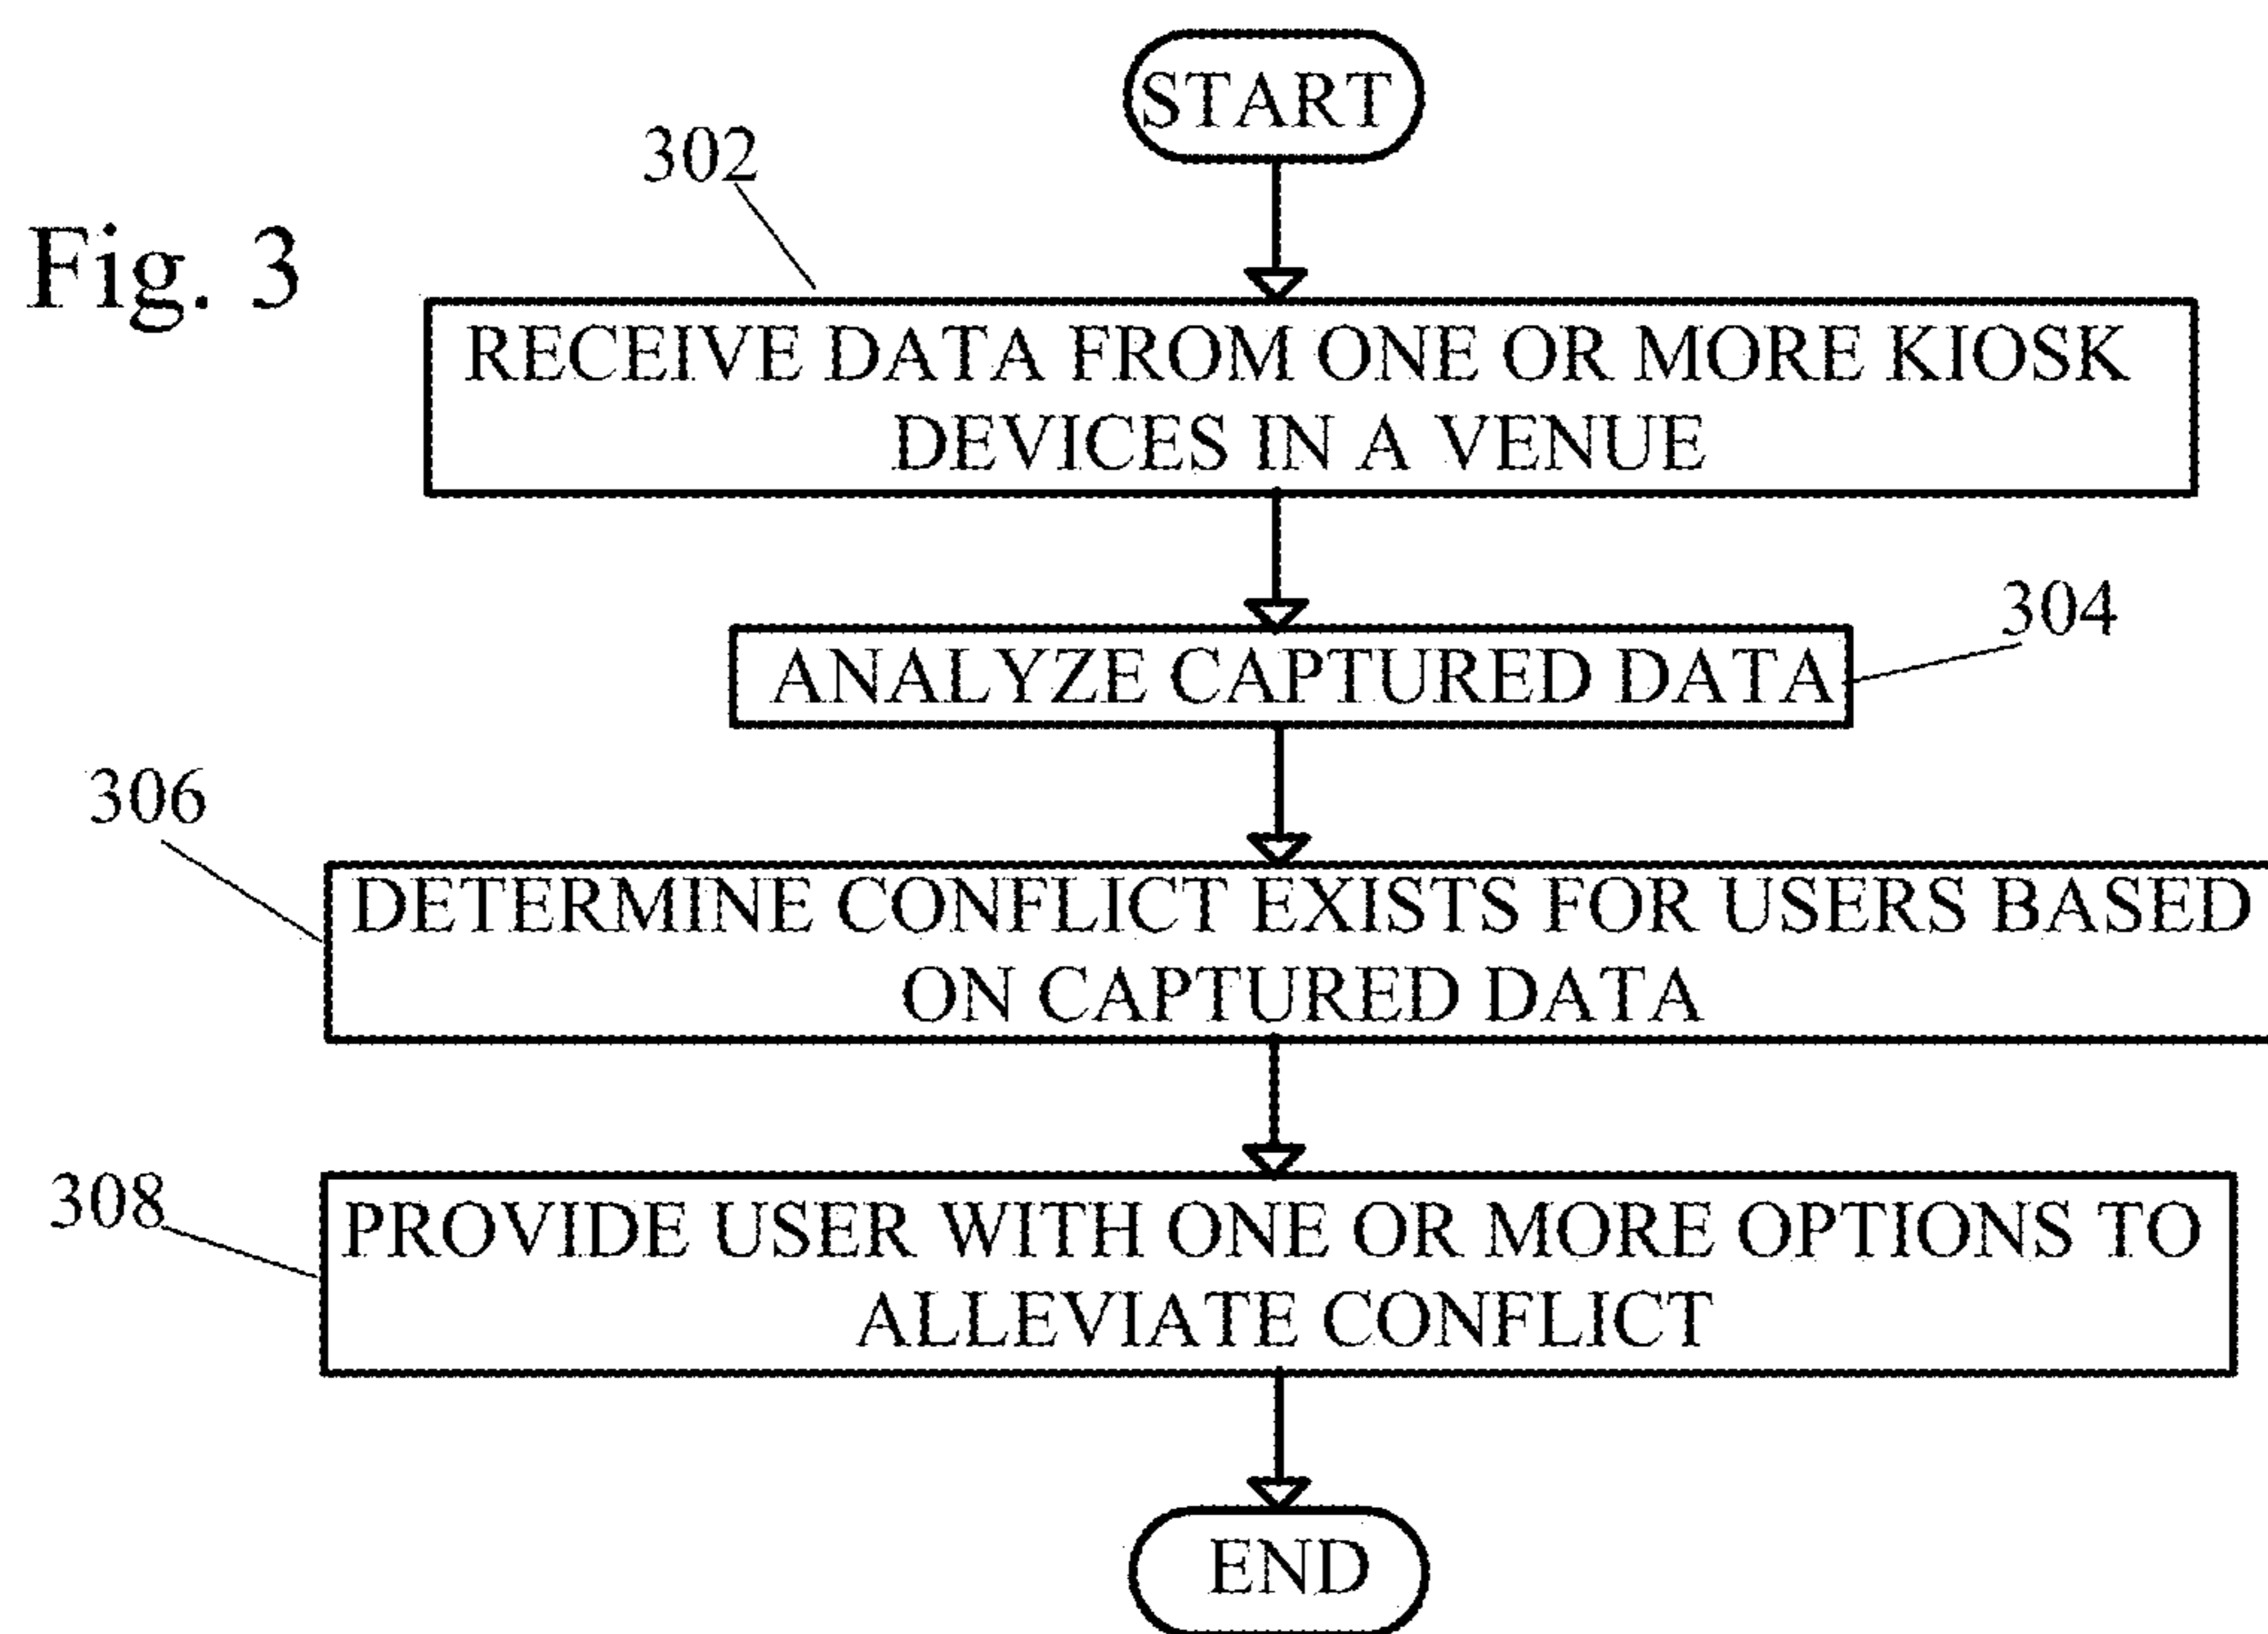 START
302
Fig. 3
RECEIVE DATA FROM ONE OR MORE KIOSK
DEVICES IN A VENUE
304
ANALYZE CAPTURED DATA
306
DETERMINE CONFLICT EXISTS FOR USERS BASED
ON CAPTURED DATA
308
PROVIDE USER WITH ONE OR MORE OPTIONS TO
ALLEVIATE CONFLICT
END